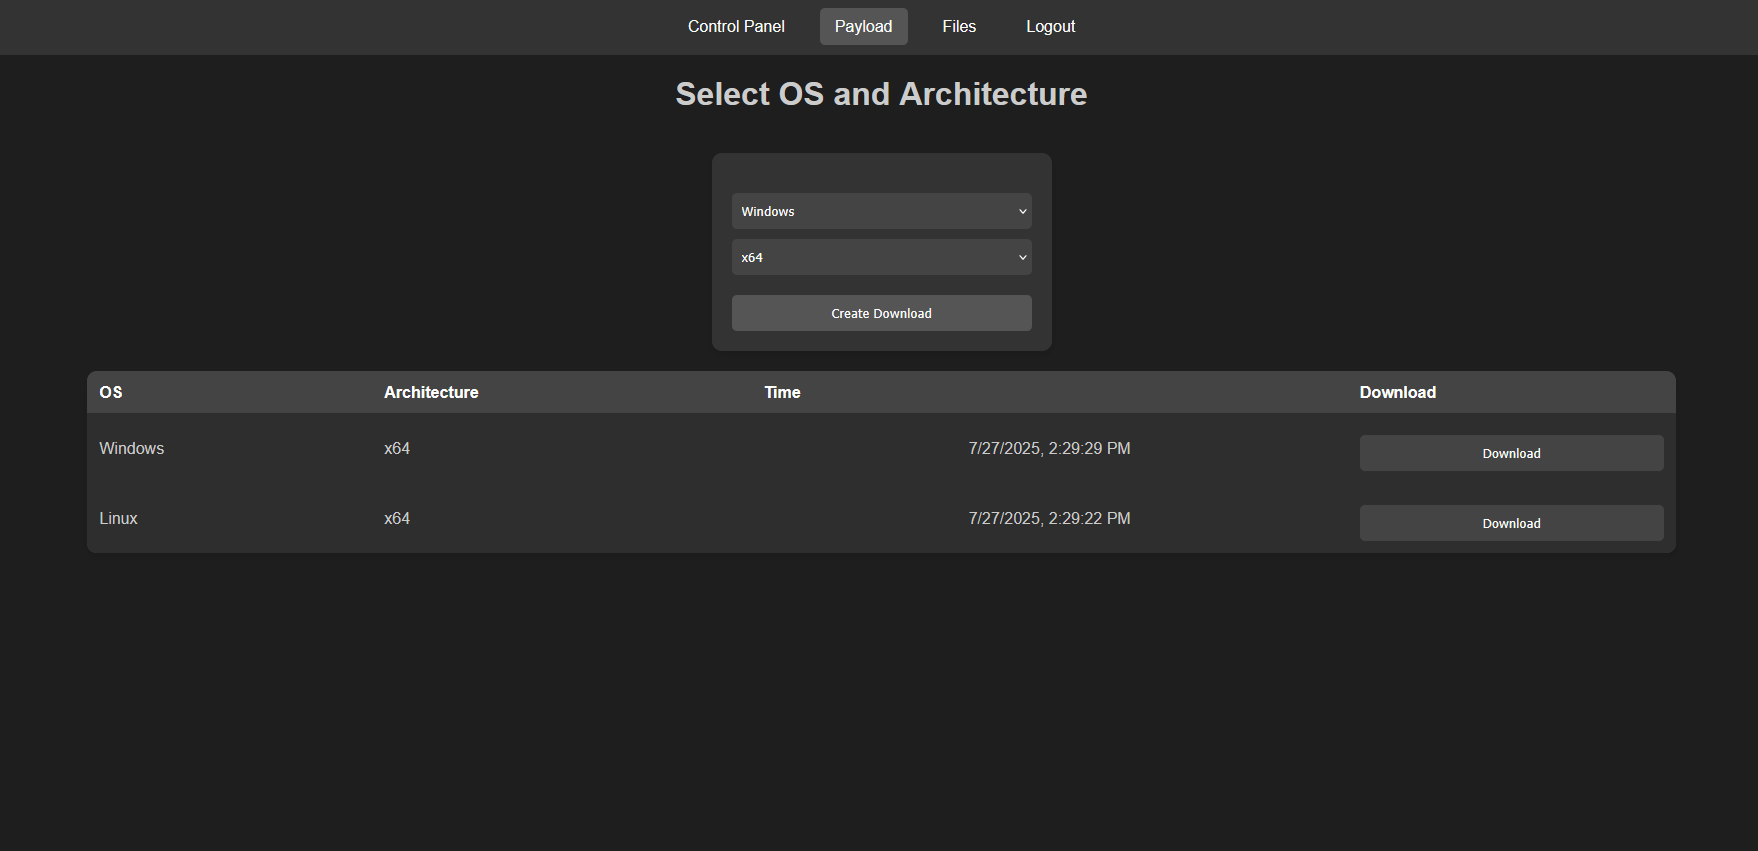 Control Panel Payload Files Logout
Select OS and Architecture
Windows
x64
Create Download
OS Architecture Time Download
Windows x64 7/27/2025, 2:29:29 PM Download
Linux x64 7/27/2025, 2:29:22 PM Download